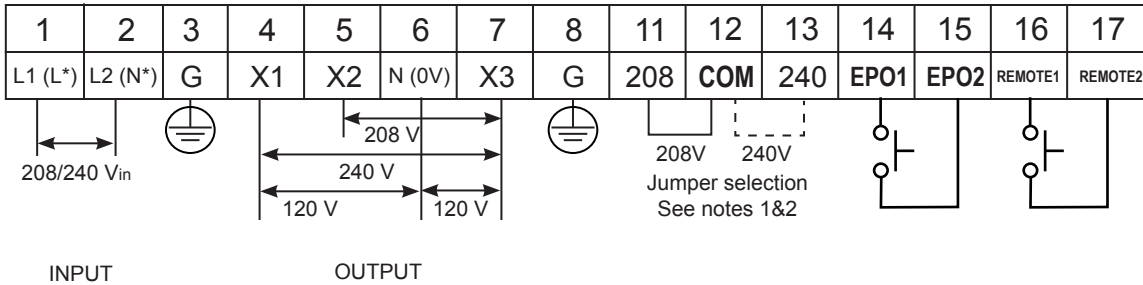 1 2 3 4 5 6 7 8 11 12 13 14 15 16 17
L1 (L*) L2 (N*) G X1 X2 N (0V) X3 G 208 COM 240 EPO1 EPO2 REMOTE1 REMOTE2
208 V
208V 240V
208/240 Vin
240 V
Jumper selection
120 V 120 V
See notes 1&2
INPUT OUTPUT